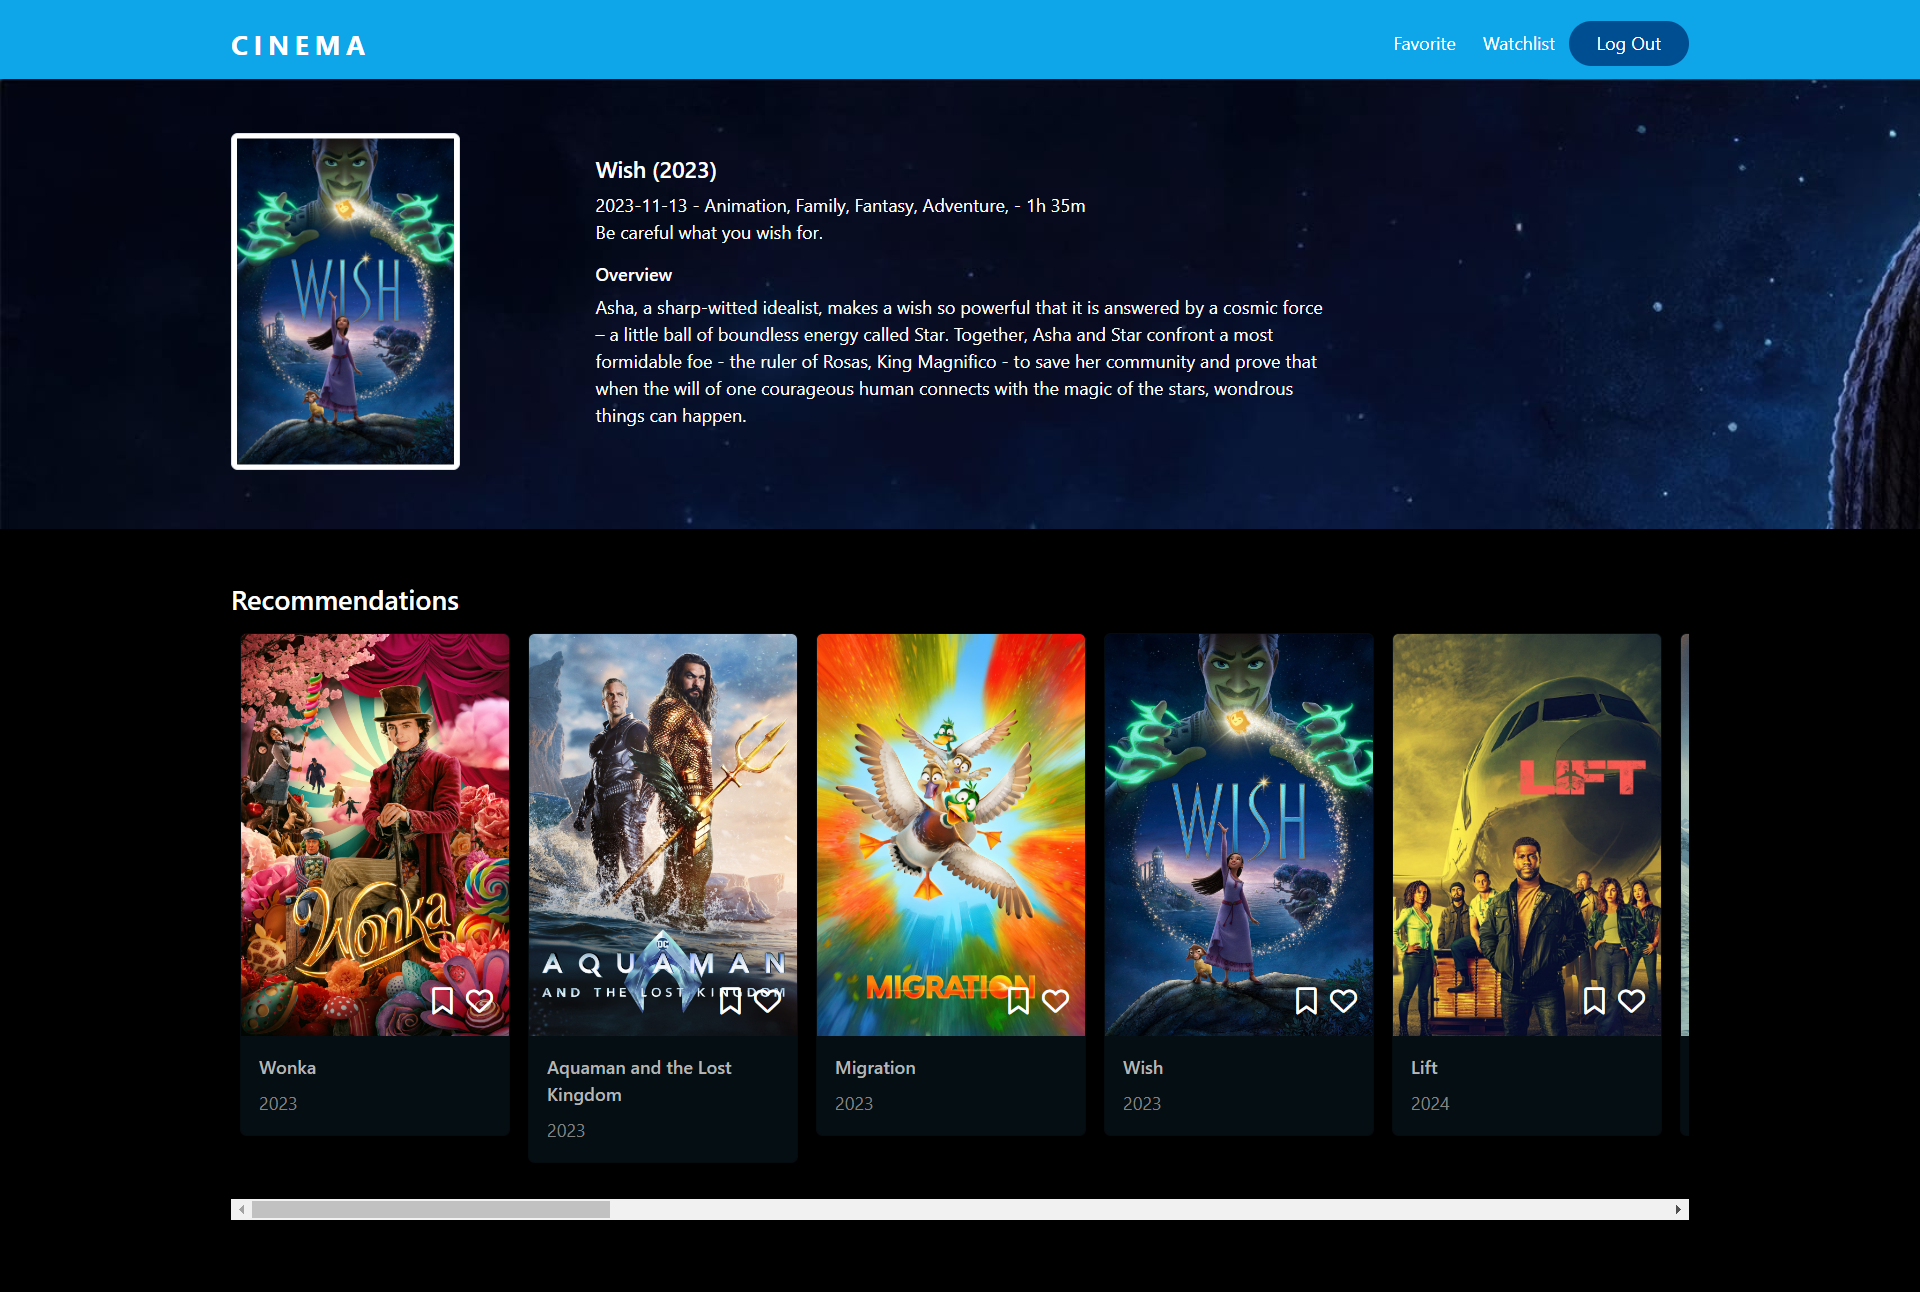 CINEMA
Favorite Watchlist Log Out
WISH
Wish (2023)
2023-11-13 - Animation, Family, Fantasy, Adventure, - 1h 35m
Be careful what you wish for.
Overview
Asha, a sharp-witted idealist, makes a wish so powerful that it is answered by a cosmic force
– a little ball of boundless energy called Star. Together, Asha and Star confront a most
formidable foe - the ruler of Rosas, King Magnifico - to save her community and prove that
when the will of one courageous human connects with the magic of the stars, wondrous
things can happen.
Recommendations
Wonka
DC
AQUAMAN
AND THE LOST KINGDOM
MIGRATION
WISH
LIFT
Wonka
2023
Aquaman and the Lost
Kingdom
2023
Migration
2023
Wish
2023
Lift
2024